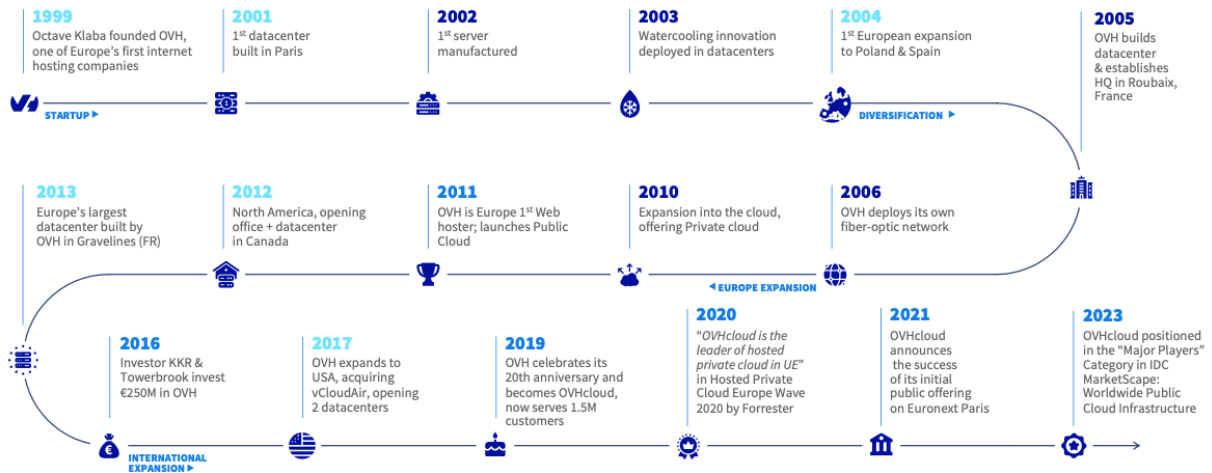 1999
Octave Klaba founded OVH,
one of Europe's first internet
hosting companies
2001
1st datacenter
built in Paris
2002
1st server
manufactured
2003
Watercooling innovation
deployed in datacenters
2004
1st European expansion
to Poland & Spain
2005
OVH builds
datacenter
& establishes
HQ in Roubaix,
France
STARTUP
DIVERSIFICATION
2006
OVH deploys its own
fiber-optic network
2010
Expansion into the cloud,
offering Private cloud
2011
OVH is Europe 1st Web
hoster; launches Public
Cloud
2012
North America, opening
office + datacenter
in Canada
2013
Europe's largest
datacenter built by
OVH in Gravelines (FR)
EUROPE EXPANSION
2016
Investor KKR &
Towerbrook invest
€250M in OVH
2017
OVH expands to
USA, acquiring
vCloudAir, opening
2 datacenters
2019
OVH celebrates its
20th anniversary and
becomes OVHcloud,
now serves 1.5M
customers
2020
“OVHcloud is the
leader of hosted
private cloud in UE”
in Hosted Private
Cloud Europe Wave
2020 by Forrester
2021
OVHcloud
announces
the success
of its initial
public offering
on Euronext Paris
2023
OVHcloud positioned
in the “Major Players”
Category in IDC
MarketScape:
Worldwide Public
Cloud Infrastructure
€
INTERNATIONAL
EXPANSION